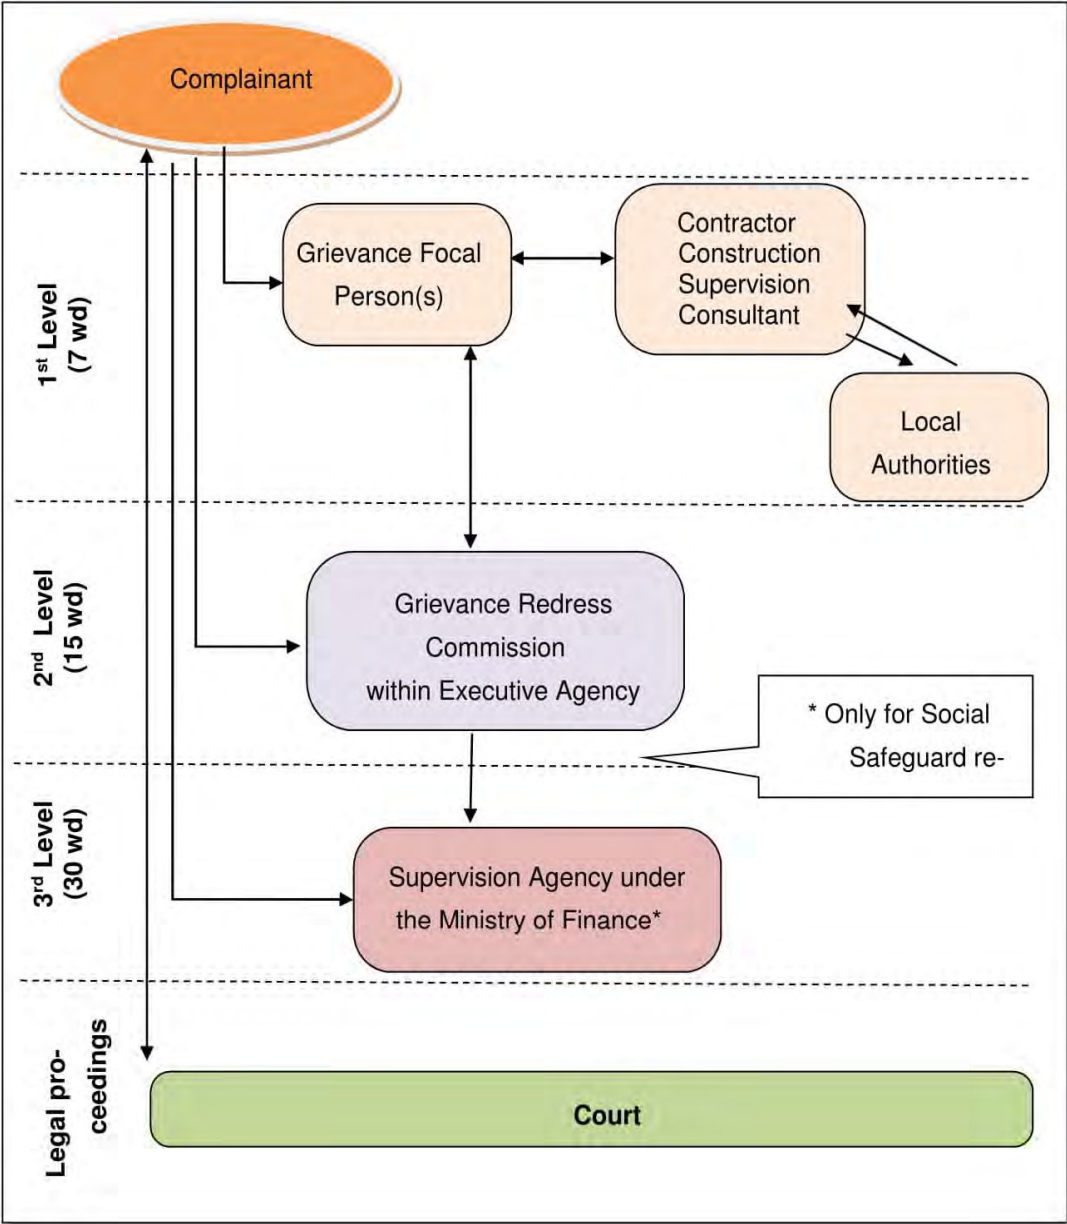 Complainant
1st Level
(7 wd)
Grievance Focal
Person(s)
Contractor
Construction
Supervision
Consultant
Local
Authorities
2nd Level
(15 wd)
Grievance Redress
Commission
within Executive Agency
* Only for Social
Safeguard re-
3rd Level
(30 wd)
Supervision Agency under
the Ministry of Finance*
Legal pro-
ceedings
Court